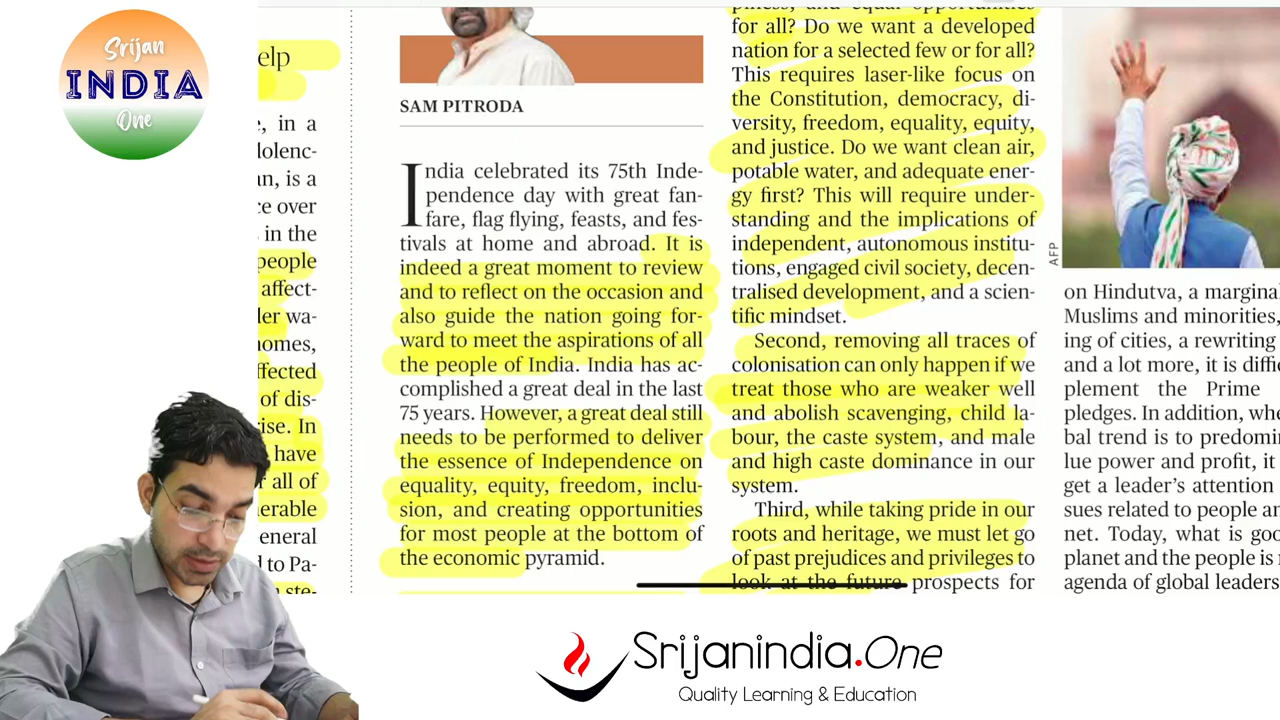 Srijan
INDIA
One
elp
e, in a
lolenc-
an, is a
ce over
in the
people
affect-
ler wa-
nomes,
ffected
of dis-
ise. In
have
r all of
erable
eneral
l to Pa-
ste-
SAM PITRODA
India celebrated its 75th Inde-
pendence day with great fan-
fare, flag flying, feasts, and fes-
tivals at home and abroad. It is
indeed a great moment to review
and to reflect on the occasion and
also guide the nation going for-
ward to meet the aspirations of all
the people of India. India has ac-
complished a great deal in the last
75 years. However, a great deal still
needs to be performed to deliver
the essence of Independence on
equality, equity, freedom, inclu-
sion, and creating opportunities
for most people at the bottom of
the economic pyramid.
piness, and equal opportunities
for all? Do we want a developed
nation for a selected few or for all?
This requires laser-like focus on
the Constitution, democracy, di-
versity, freedom, equality, equity,
and justice. Do we want clean air,
potable water, and adequate ener-
gy first? This will require under-
standing and the implications of
independent, autonomous institu-
tions, engaged civil society, decen-
tralised development, and a scien-
tific mindset.
Second, removing all traces of
colonisation can only happen if we
treat those who are weaker well
and abolish scavenging, child la-
bour, the caste system, and male
and high caste dominance in our
system.
Third, while taking pride in our
roots and heritage, we must let go
of past prejudices and privileges to
look at the future prospects for
AFP
on Hindutva, a marginal
Muslims and minorities,
ing of cities, a rewriting
and a lot more, it is diffic
plement the Prime
pledges. In addition, whe
bal trend is to predomin
lue power and profit, it
get a leader's attention
sues related to people an
net. Today, what is goo
planet and the people is n
agenda of global leaders
Srijanindia.One
Quality Learning & Education